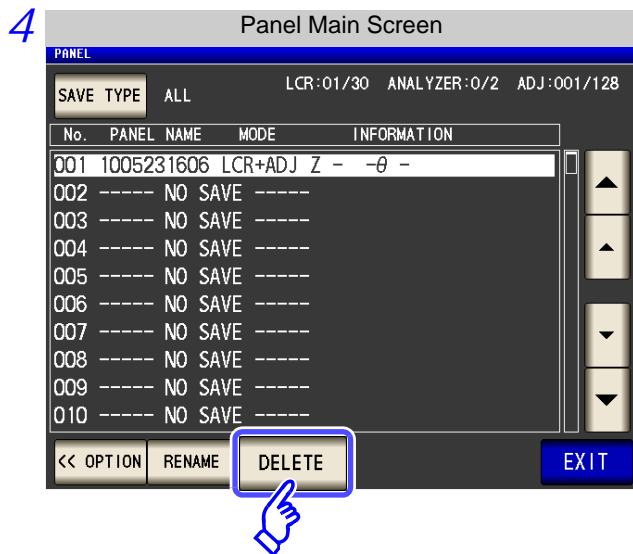 4 Panel Main Screen
PANEL
SAVE TYPE ALL LCR:01/30 ANALYZER:0/2 ADJ:001/128
No. PANEL NAME MODE INFORMATION
001 1005231606 LCR+ADJ Z - -θ -
002 ----- NO SAVE -----
003 ----- NO SAVE -----
004 ----- NO SAVE -----
005 ----- NO SAVE -----
006 ----- NO SAVE -----
007 ----- NO SAVE -----
008 ----- NO SAVE -----
009 ----- NO SAVE -----
010 ----- NO SAVE -----
<< OPTION RENAME DELETE EXIT